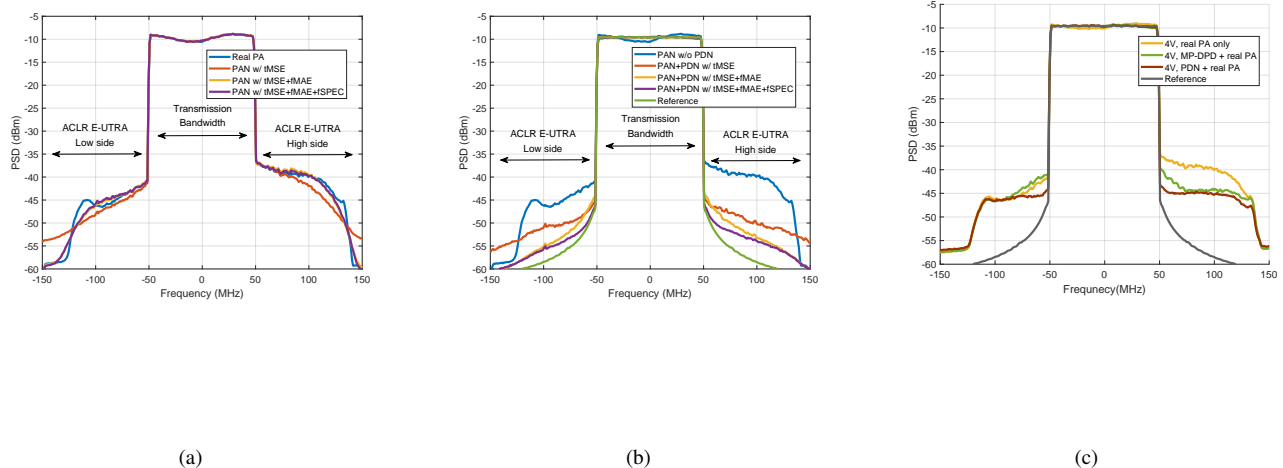 -5
-10
-15
-20
-25
-30
-35
-40
-45
-50
-55
-60
PSD (dBm)
-150
-100
-50
0
50
100
150
Frequency (MHz)
Real PA
PAN w/ tMSE
PAN w/ tMSE+fMAE
PAN w/ tMSE+fMAE+fSPEC
Transmission
Bandwidth
ACLR E-UTRA
Low side
ACLR E-UTRA
High side
(a)
-5
-10
-15
-20
-25
-30
-35
-40
-45
-50
-55
-60
PSD (dBm)
-150
-100
-50
0
50
100
150
Frequency (MHz)
PAN w/o PDN
PAN+PDN w/ tMSE
PAN+PDN w/ tMSE+fMAE
PAN+PDN w/ tMSE+fMAE+fSPEC
Reference
Transmission
Bandwidth
ACLR E-UTRA
Low side
ACLR E-UTRA
High side
(b)
-5
-10
-15
-20
-25
-30
-35
-40
-45
-50
-55
-60
PSD (dBm)
-150
-100
-50
0
50
100
150
Frequnecy(MHz)
4V, real PA only
4V, MP-DPD + real PA
4V, PDN + real PA
Reference
(c)